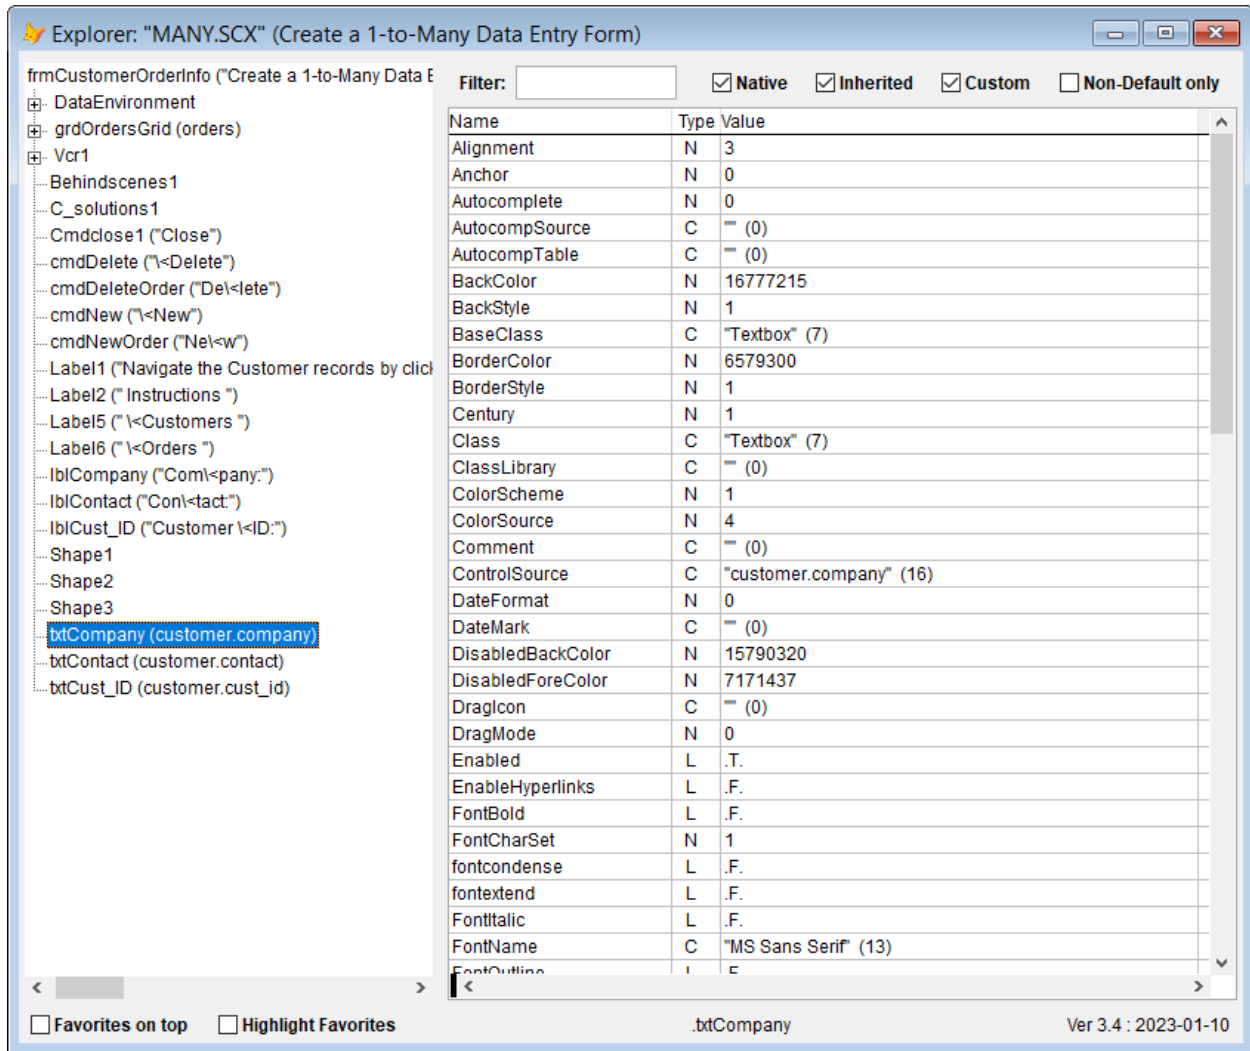 Explorer: "MANY.SCX" (Create a 1-to-Many Data Entry Form)
frmCustomerOrderInfo ("Create a 1-to-Many Data E
DataEnvironment
grdOrdersGrid (orders)
Vcr1
Behindscenes1
C_solutions1
Cmdclose1 ("Close")
cmdDelete ("\<Delete")
cmdDeleteOrder ("De\<lete")
cmdNew ("\<New")
cmdNewOrder ("Ne\<w")
Label1 ("Navigate the Customer records by click
Label2 (" Instructions ")
Label5 (" \<Customers ")
Label6 (" \<Orders ")
lblCompany ("Com\<pany:")
lblContact ("Con\<tact:")
lblCust_ID ("Customer \<ID:")
Shape1
Shape2
Shape3
txtCompany (customer.company)
txtContact (customer.contact)
txtCust_ID (customer.cust_id)
Filter: Native Inherited Custom Non-Default only
Name Type Value
Alignment N 3
Anchor N 0
Autocomplete N 0
AutocompSource C "" (0)
AutocompTable C "" (0)
BackColor N 16777215
BackStyle N 1
BaseClass C "Textbox" (7)
BorderColor N 6579300
BorderStyle N 1
Century N 1
Class C "Textbox" (7)
ClassLibrary C "" (0)
ColorScheme N 1
ColorSource N 4
Comment C "" (0)
ControlSource C "customer.company" (16)
DateFormat N 0
DateMark C "" (0)
DisabledBackColor N 15790320
DisabledForeColor N 7171437
DragIcon C "" (0)
DragMode N 0
Enabled L .T.
EnableHyperlinks L .F.
FontBold L .F.
FontCharSet N 1
fontcondense L .F.
fontextend L .F.
FontItalic L .F.
FontName C "MS Sans Serif" (13)
FontOutline L .F.
Favorites on top Highlight Favorites .txtCompany Ver 3.4 : 2023-01-10